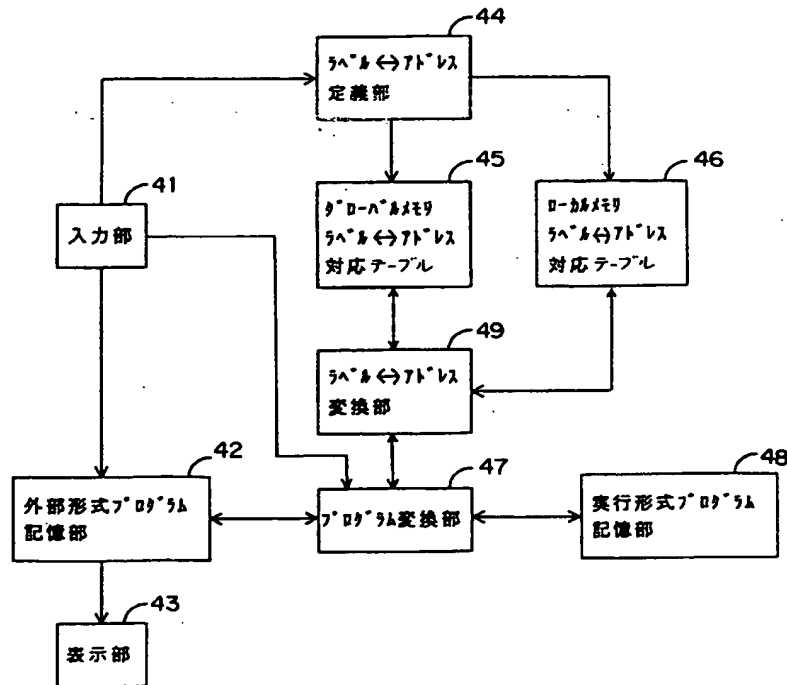 44
ﾗﾍﾞﾙ↔ｱﾄﾞﾚｽ
定義部
45
ｸﾞﾛｰﾊﾞﾙﾒﾓﾘ
ﾗﾍﾞﾙ↔ｱﾄﾞﾚｽ
対応テーブル
46
ﾛｰｶﾙﾒﾓﾘ
ﾗﾍﾞﾙ↔ｱﾄﾞﾚｽ
対応テーブル
41
入力部
49
ﾗﾍﾞﾙ↔ｱﾄﾞﾚｽ
変換部
42
外部形式ﾌﾟﾛｸﾞﾗﾑ
記憶部
47
ﾌﾟﾛｸﾞﾗﾑ変換部
48
実行形式ﾌﾟﾛｸﾞﾗﾑ
記憶部
43
表示部